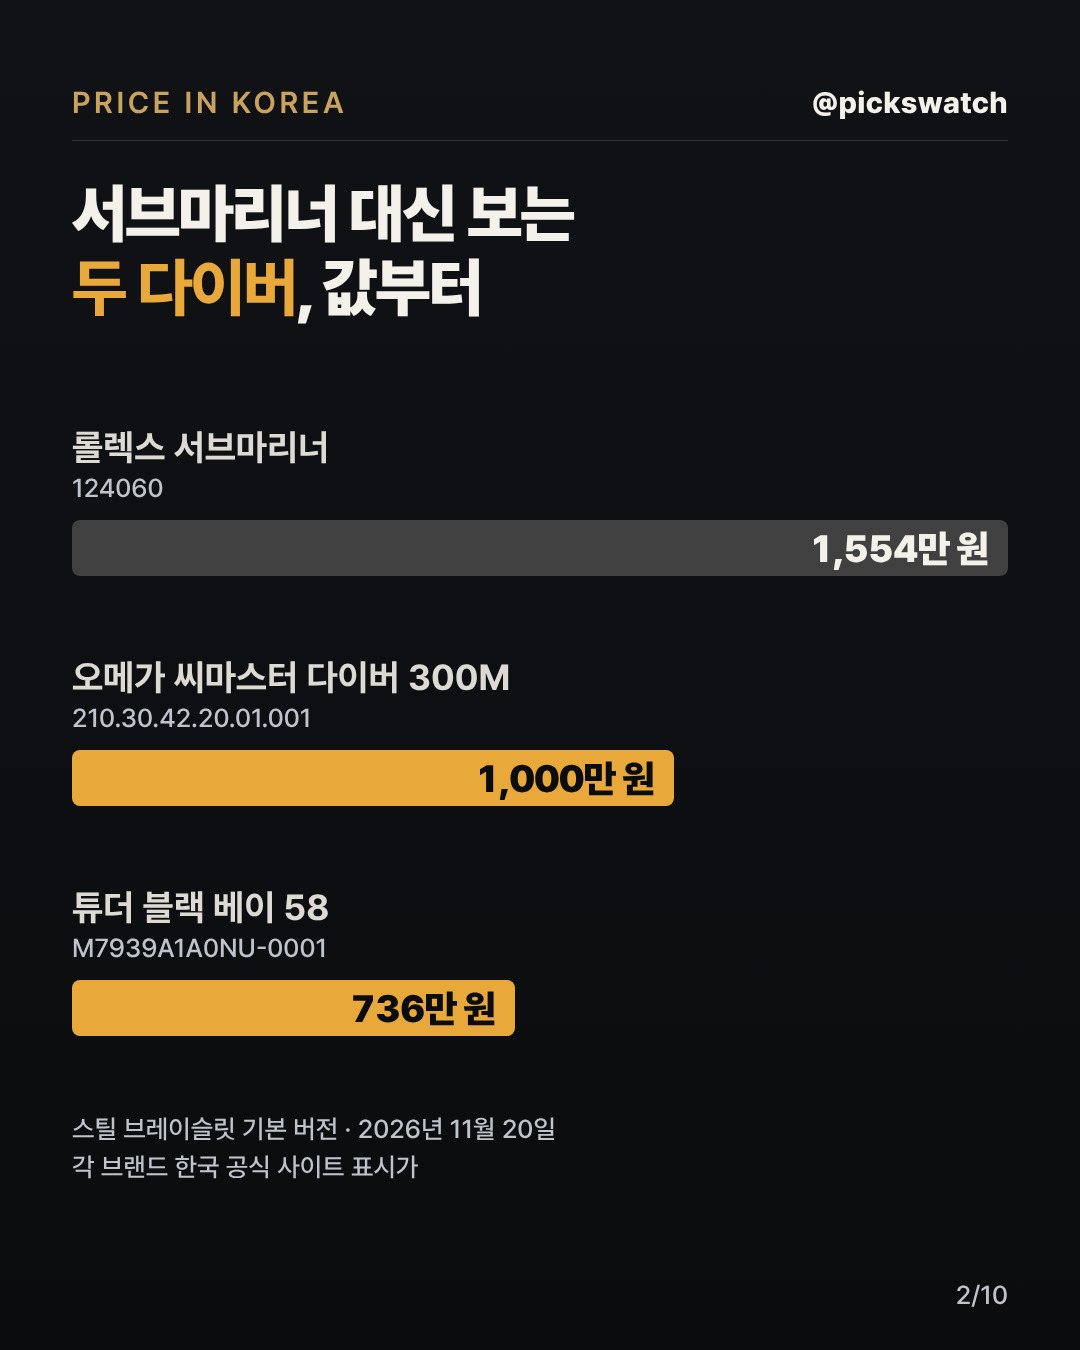 PRICE IN KOREA
@pickswatch
서브마리너 대신 보는
두 다이버, 값부터
롤렉스 서브마리너
124060
1,554만 원
오메가 씨마스터 다이버 300M
210.30.42.20.01.001
1,000만 원
튜더 블랙 베이 58
M7939A1A0NU-0001
736만 원
스틸 브레이슬릿 기본 버전 · 2026년 11월 20일
각 브랜드 한국 공식 사이트 표시가
2/10